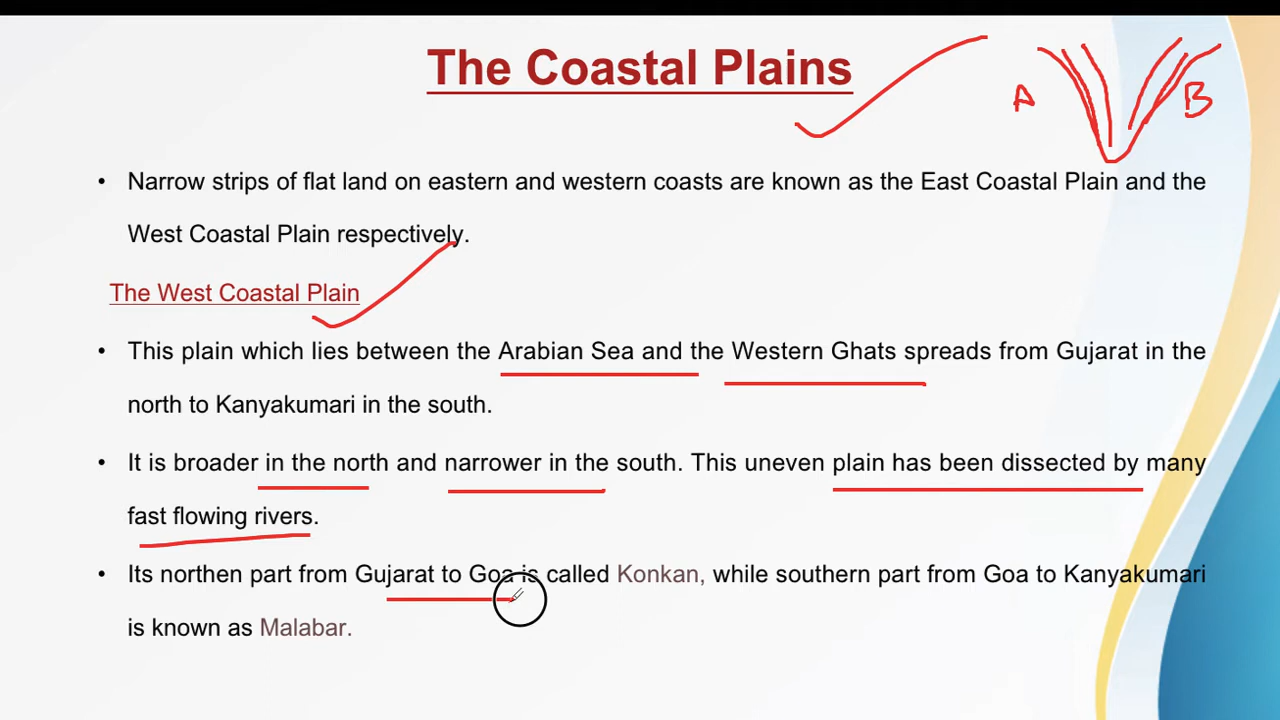 The Coastal Plains
A
B
• Narrow strips of flat land on eastern and western coasts are known as the East Coastal Plain and the
West Coastal Plain respectively.
The West Coastal Plain
• This plain which lies between the Arabian Sea and the Western Ghats spreads from Gujarat in the
north to Kanyakumari in the south.
• It is broader in the north and narrower in the south. This uneven plain has been dissected by many
fast flowing rivers.
• Its northen part from Gujarat to Goa is called Konkan, while southern part from Goa to Kanyakumari
is known as Malabar.